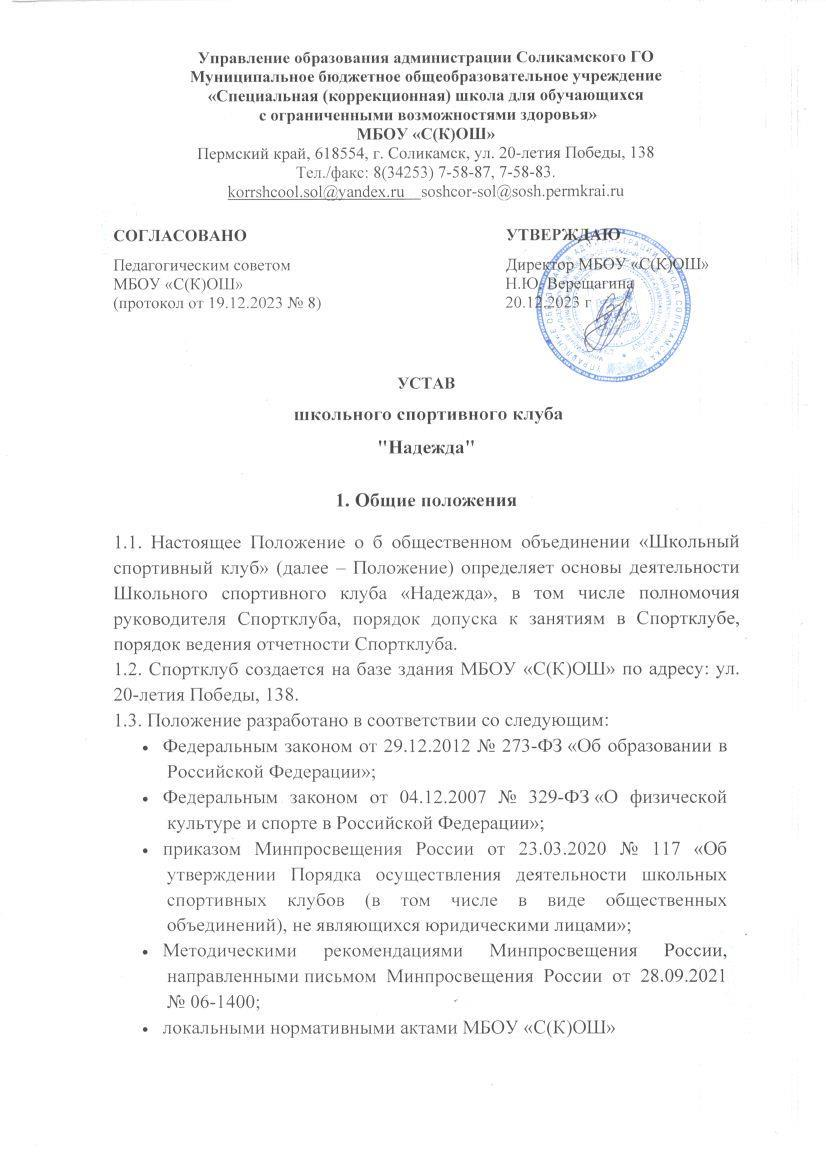 Управление образования администрации Соликамского ГО
Муниципальное бюджетное общеобразовательное учреждение
«Специальная (коррекционная) школа для обучающихся
с ограниченными возможностями здоровья»
МБОУ «С(К)ОШ»
Пермский край, 618554, г. Соликамск, ул. 20-летия Победы, 138
Тел./факс: 8(34253) 7-58-87, 7-58-83.
korrshcool.sol@yandex.ru soshcor-sol@sosh.permkrai.ru
СОГЛАСОВАНО
Педагогическим советом
МБОУ «С(К)ОШ»
(протокол от 19.12.2023 № 8)
УТВЕРЖДАЮ
Директор МБОУ «С(К)ОШ»
Н.Ю. Верещагина
20.12.2023 г
УСТАВ
школьного спортивного клуба
"Надежда"
1. Общие положения
1.1. Настоящее Положение о б общественном объединении «Школьный
спортивный клуб» (далее – Положение) определяет основы деятельности
Школьного спортивного клуба «Надежда», в том числе полномочия
руководителя Спортклуба, порядок допуска к занятиям в Спортклубе,
порядок ведения отчетности Спортклуба.
1.2. Спортклуб создается на базе здания МБОУ «С(К)ОШ» по адресу: ул.
20-летия Победы, 138.
1.3. Положение разработано в соответствии со следующим:
• Федеральным законом от 29.12.2012 № 273-ФЗ «Об образовании в
Российской Федерации»;
• Федеральным законом от 04.12.2007 № 329-ФЗ «О физической
культуре и спорте в Российской Федерации»;
• приказом Минпросвещения России от 23.03.2020 № 117 «Об
утверждении Порядка осуществления деятельности школьных
спортивных клубов (в том числе в виде общественных
объединений), не являющихся юридическими лицами»;
• Методическими рекомендациями Минпросвещения России,
направленными письмом Минпросвещения России от 28.09.2021
№ 06-1400;
• локальными нормативными актами МБОУ «С(К)ОШ»